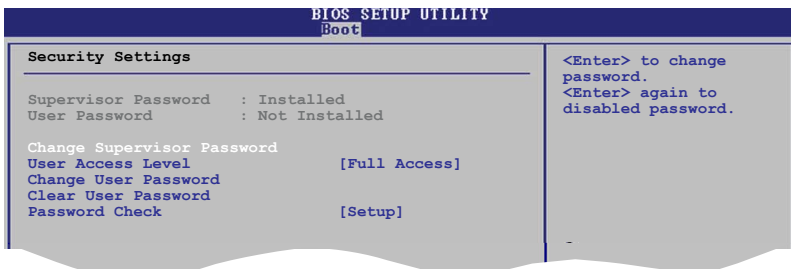 BIOS SETUP UTILITY
Boot
Security Settings
Supervisor Password : Installed
User Password : Not Installed
Change Supervisor Password
User Access Level [Full Access]
Change User Password
Clear User Password
Password Check [Setup]
<Enter> to change
password.
<Enter> again to
disabled password.